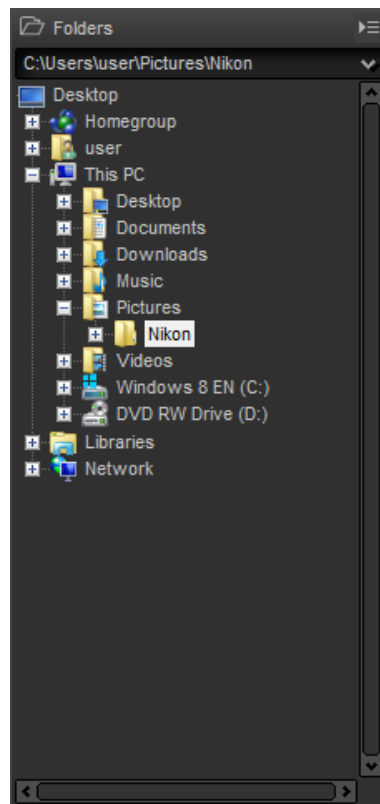 Folders
C:\Users\user\Pictures\Nikon
Desktop
Homegroup
user
This PC
Desktop
Documents
Downloads
Music
Pictures
Nikon
Videos
Windows 8 EN (C:)
DVD RW Drive (D:)
Libraries
Network